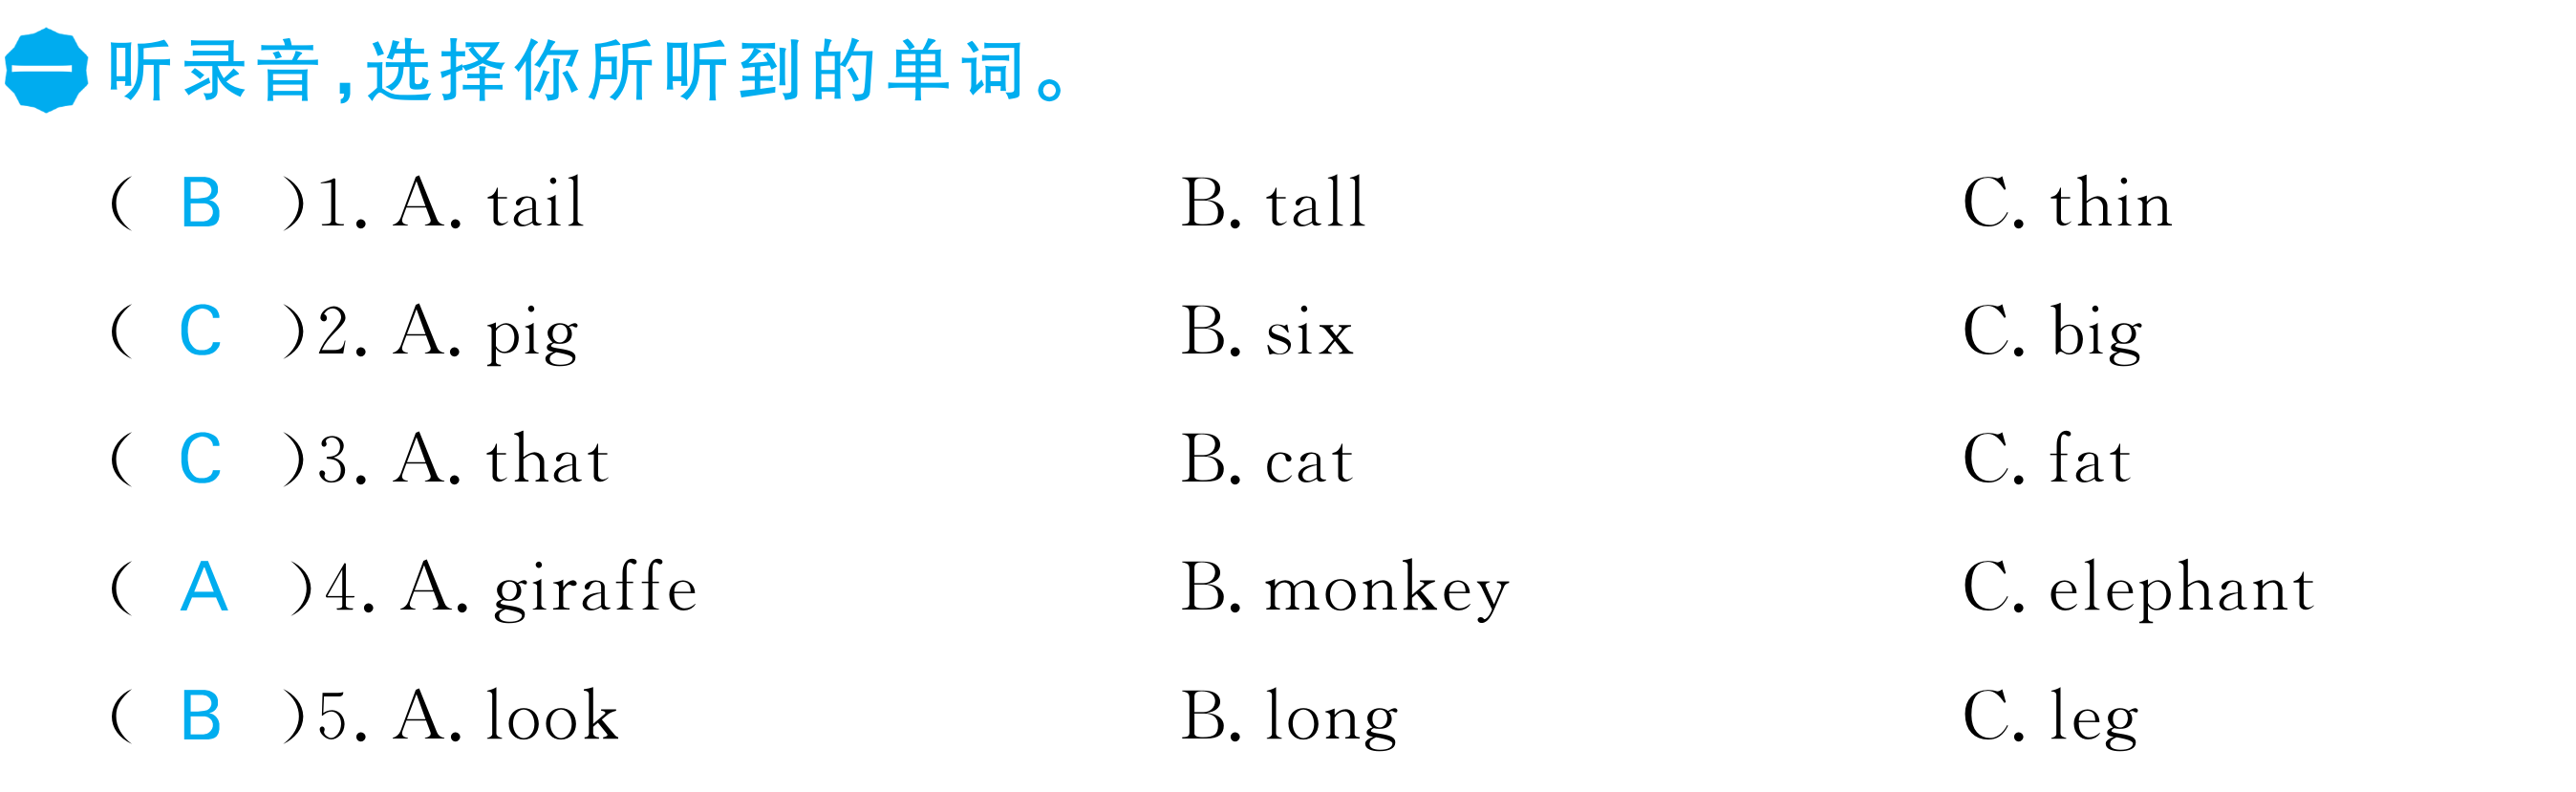 一 听录音,选择你所听到的单词。
( B )1. A. tail B. tall C. thin
( C )2. A. pig B. six C. big
( C )3. A. that B. cat C. fat
( A )4. A. giraffe B. monkey C. elephant
( B )5. A. look B. long C. leg